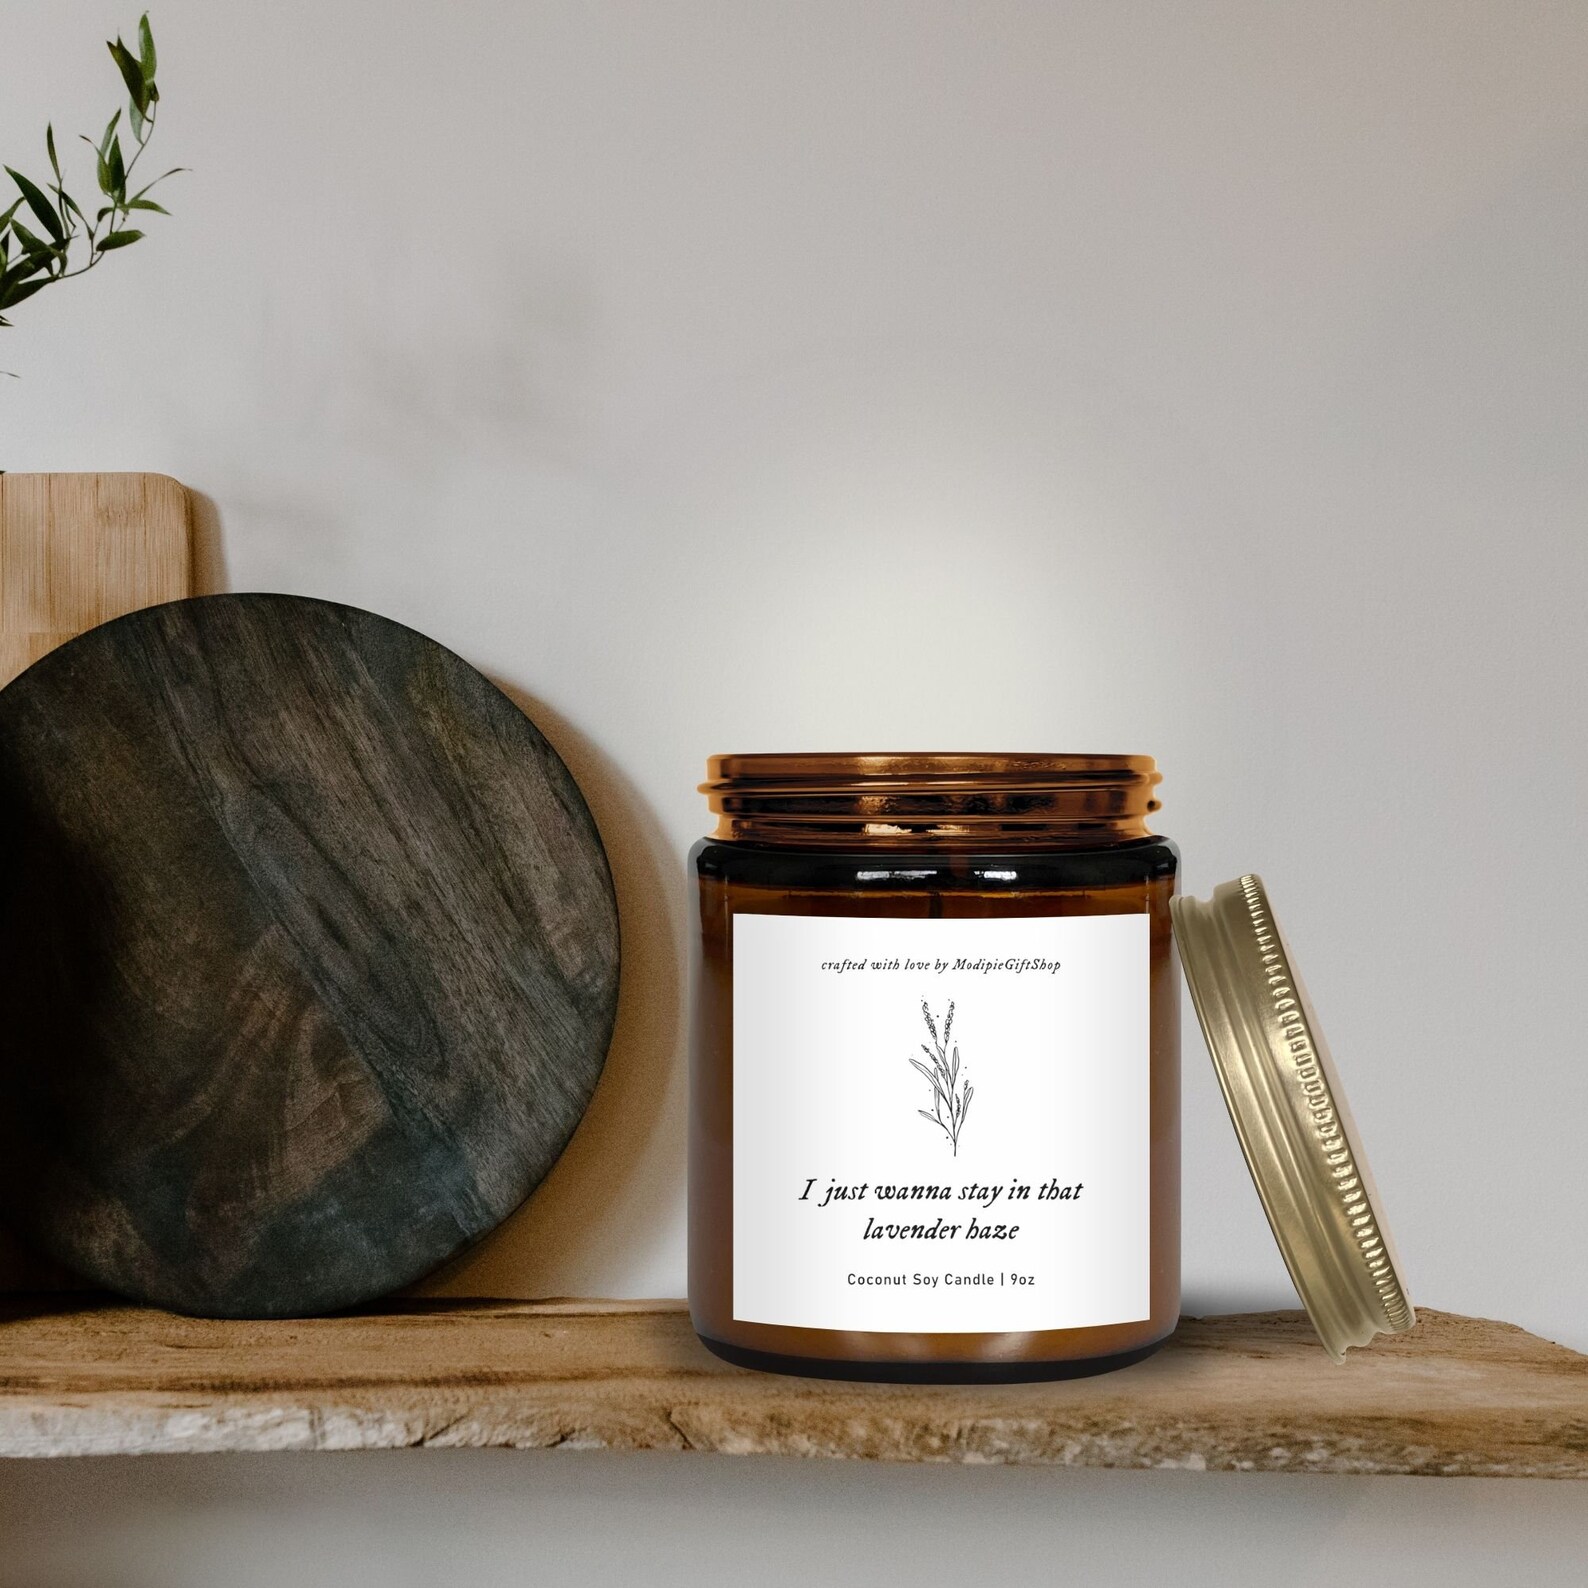 crafted with love by ModipieGiftShop
I just wanna stay in that
lavender haze
Coconut Soy Candle | 9oz